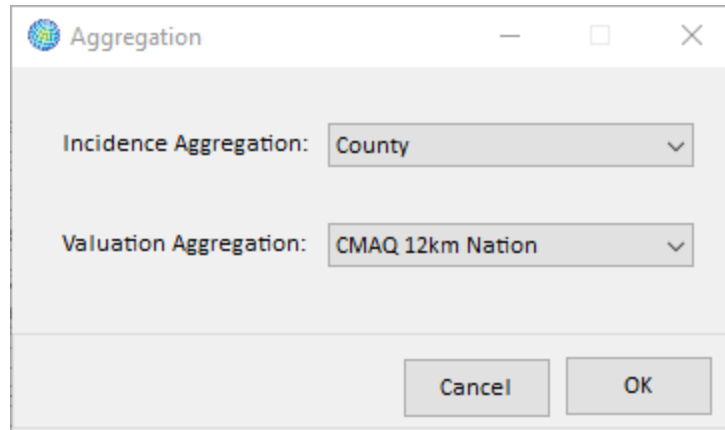 Aggregation
Incidence Aggregation: County
Valuation Aggregation: CMAQ 12km Nation
Cancel OK